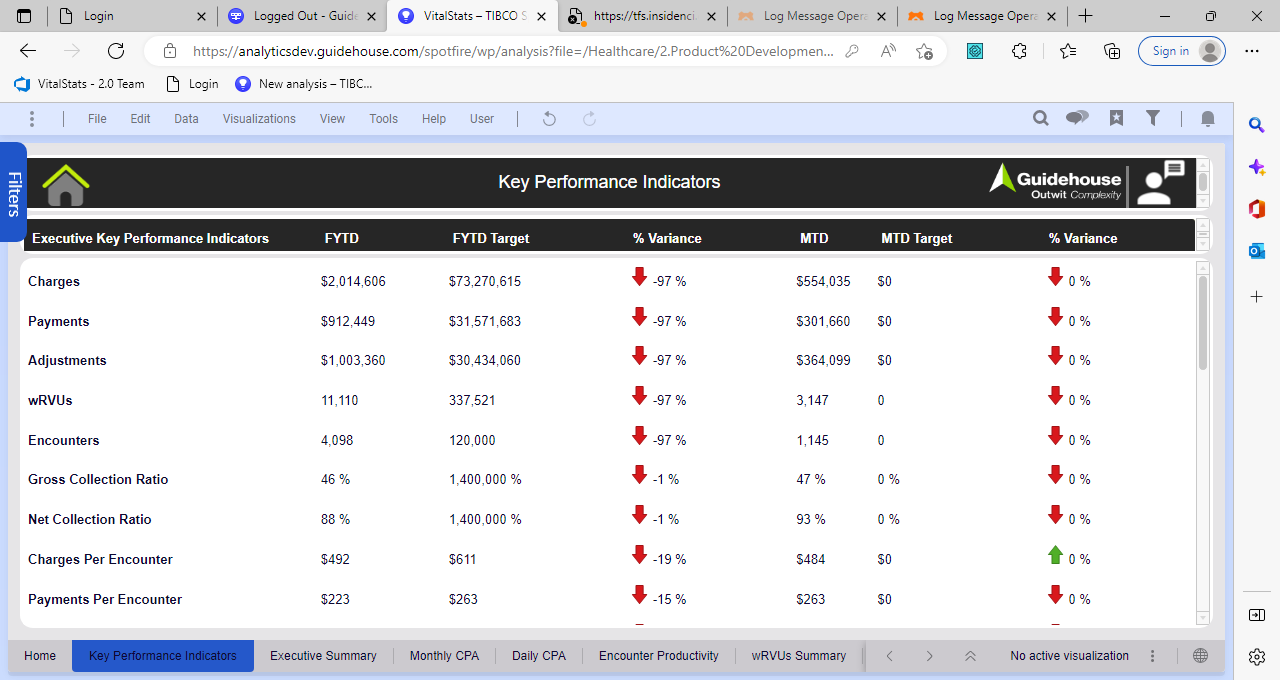 Login
Logged Out - Guide
VitalStats – TIBCO S
https://tfs.insidenci.
Log Message Opera
Log Message Opera
https://analyticsdev.guidehouse.com/spotfire/wp/analysis?file=/Healthcare/2.Product%20Developmen...
Sign in
VitalStats - 2.0 Team
Login
New analysis – TIBC...
File Edit Data Visualizations View Tools Help User
Filters
Key Performance Indicators
Guidehouse
Outwit Complexity
Executive Key Performance Indicators FYTD FYTD Target % Variance MTD MTD Target % Variance
Charges $2,014,606 $73,270,615 -97 % $554,035 $0 0 %
Payments $912,449 $31,571,683 -97 % $301,660 $0 0 %
Adjustments $1,003,360 $30,434,060 -97 % $364,099 $0 0 %
wRVUs 11,110 337,521 -97 % 3,147 0 0 %
Encounters 4,098 120,000 -97 % 1,145 0 0 %
Gross Collection Ratio 46 % 1,400,000 % -1 % 47 % 0 % 0 %
Net Collection Ratio 88 % 1,400,000 % -1 % 93 % 0 % 0 %
Charges Per Encounter $492 $611 -19 % $484 $0 0 %
Payments Per Encounter $223 $263 -15 % $263 $0 0 %
Home Key Performance Indicators Executive Summary Monthly CPA Daily CPA Encounter Productivity wRVUs Summary No active visualization